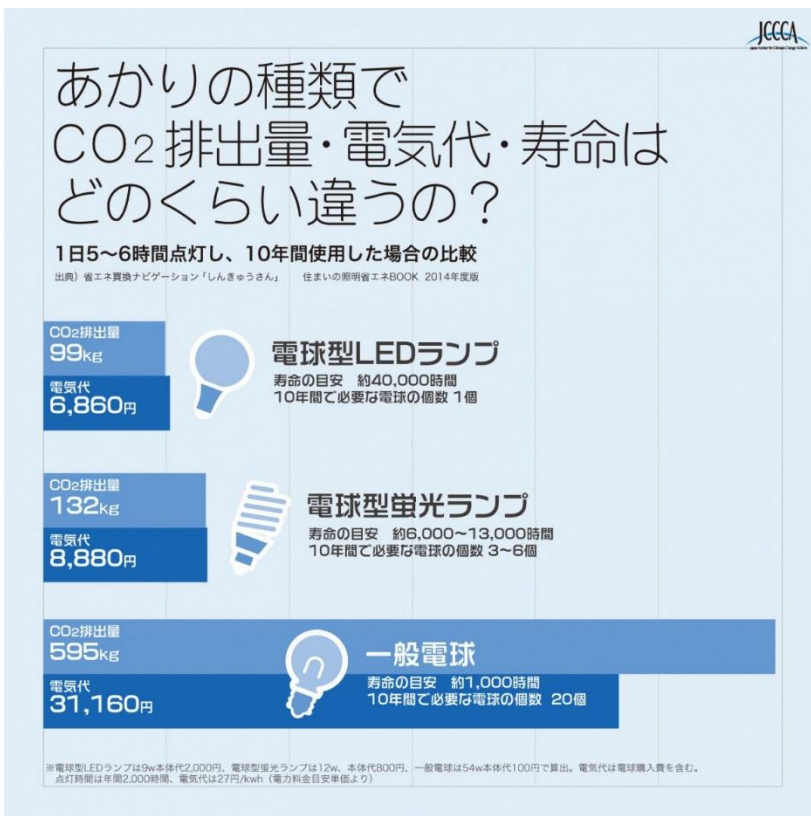 JCCCA
Japan Center for Climate Change Actions
あかりの種類で
CO2排出量・電気代・寿命は
どのくらい違うの？
1日5〜6時間点灯し、10年間使用した場合の比較
出典）省エネ買換ナビゲーション「しんきゅうさん」　住まいの照明省エネBOOK 2014年度版
CO2排出量
99kg
電気代
6,860円
電球型LEDランプ
寿命の目安　約40,000時間
10年間で必要な電球の個数 1個
CO2排出量
132kg
電気代
8,880円
電球型蛍光ランプ
寿命の目安　約6,000〜13,000時間
10年間で必要な電球の個数 3〜6個
CO2排出量
595kg
電気代
31,160円
一般電球
寿命の目安　約1,000時間
10年間で必要な電球の個数 20個
※電球型LEDランプは9w本体代2,000円、電球型蛍光ランプは12w、本体代800円、一般電球は54w本体代100円で算出。電気代は電球購入費を含む。
点灯時間は年間2,000時間、電気代は27円/kwh（電力料金目安単価より）